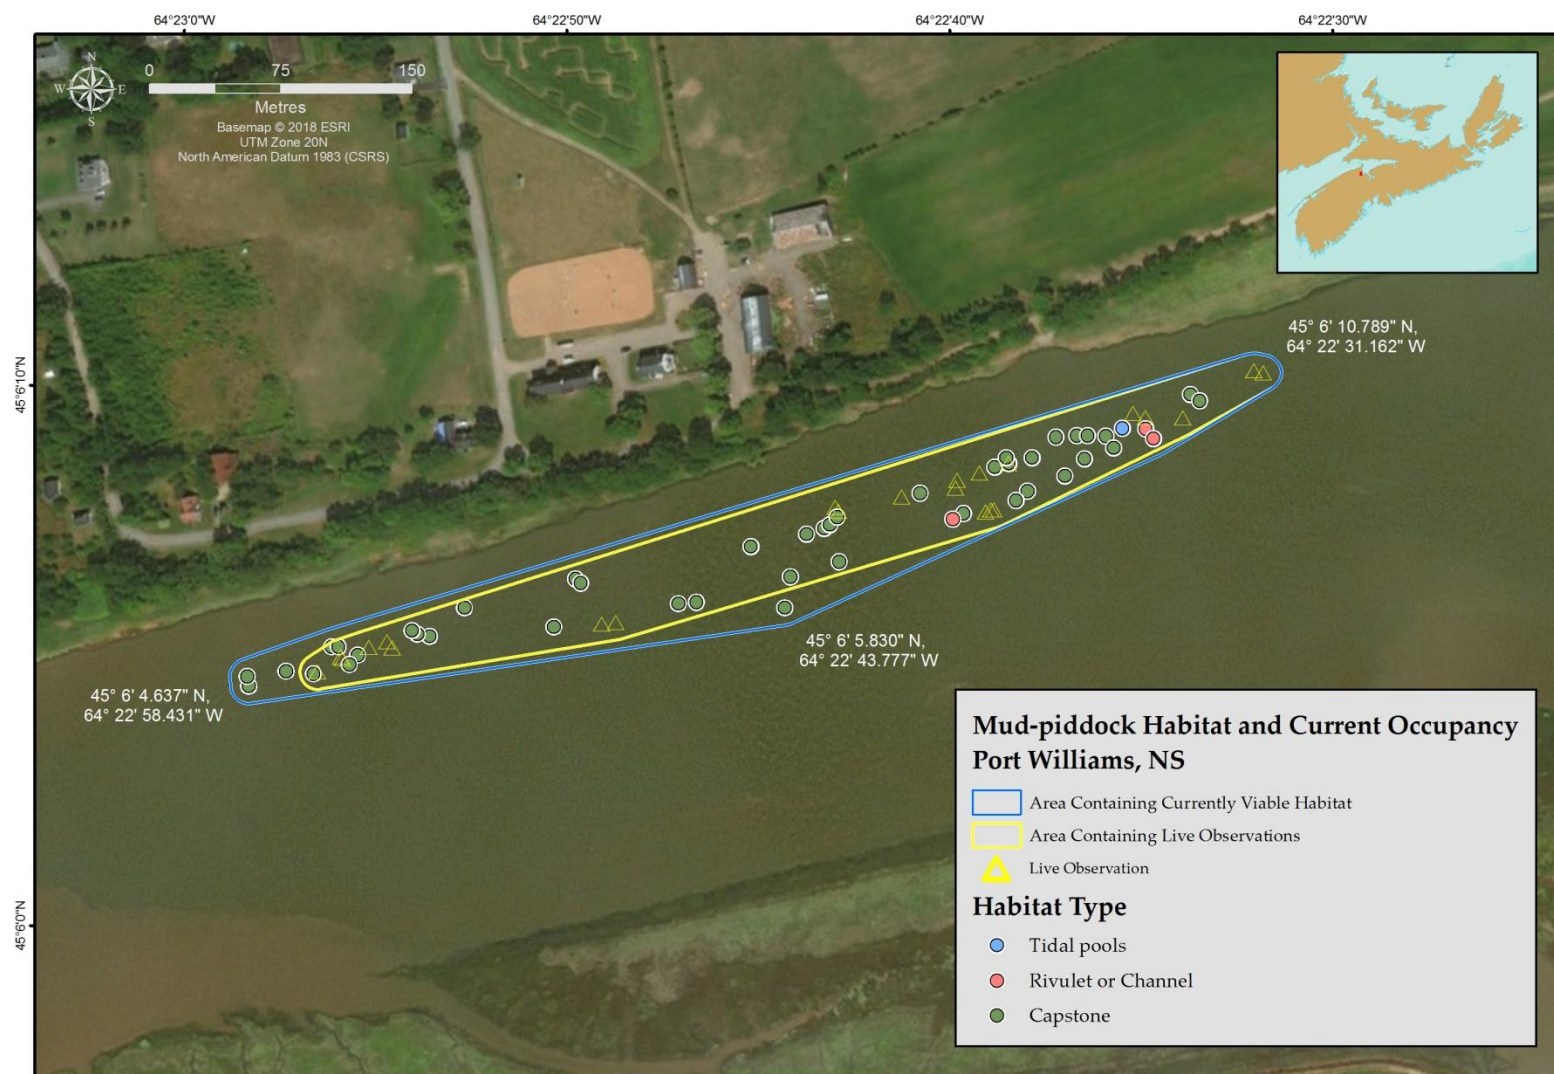 64°23'0"W
64°22'50"W
64°22'40"W
64°22'30"W
N
W
E
S
0
75
150
Metres
Basemap © 2018 ESRI
UTM Zone 20N
North American Datum 1983 (CSRS)
45°6'10"N
45°6'0"N
45° 6' 10.789" N,
64° 22' 31.162" W
45° 6' 5.830" N,
64° 22' 43.777" W
45° 6' 4.637" N,
64° 22' 58.431" W
Mud-piddock Habitat and Current Occupancy
Port Williams, NS
Area Containing Currently Viable Habitat
Area Containing Live Observations
Live Observation
Habitat Type
Tidal pools
Rivulet or Channel
Capstone